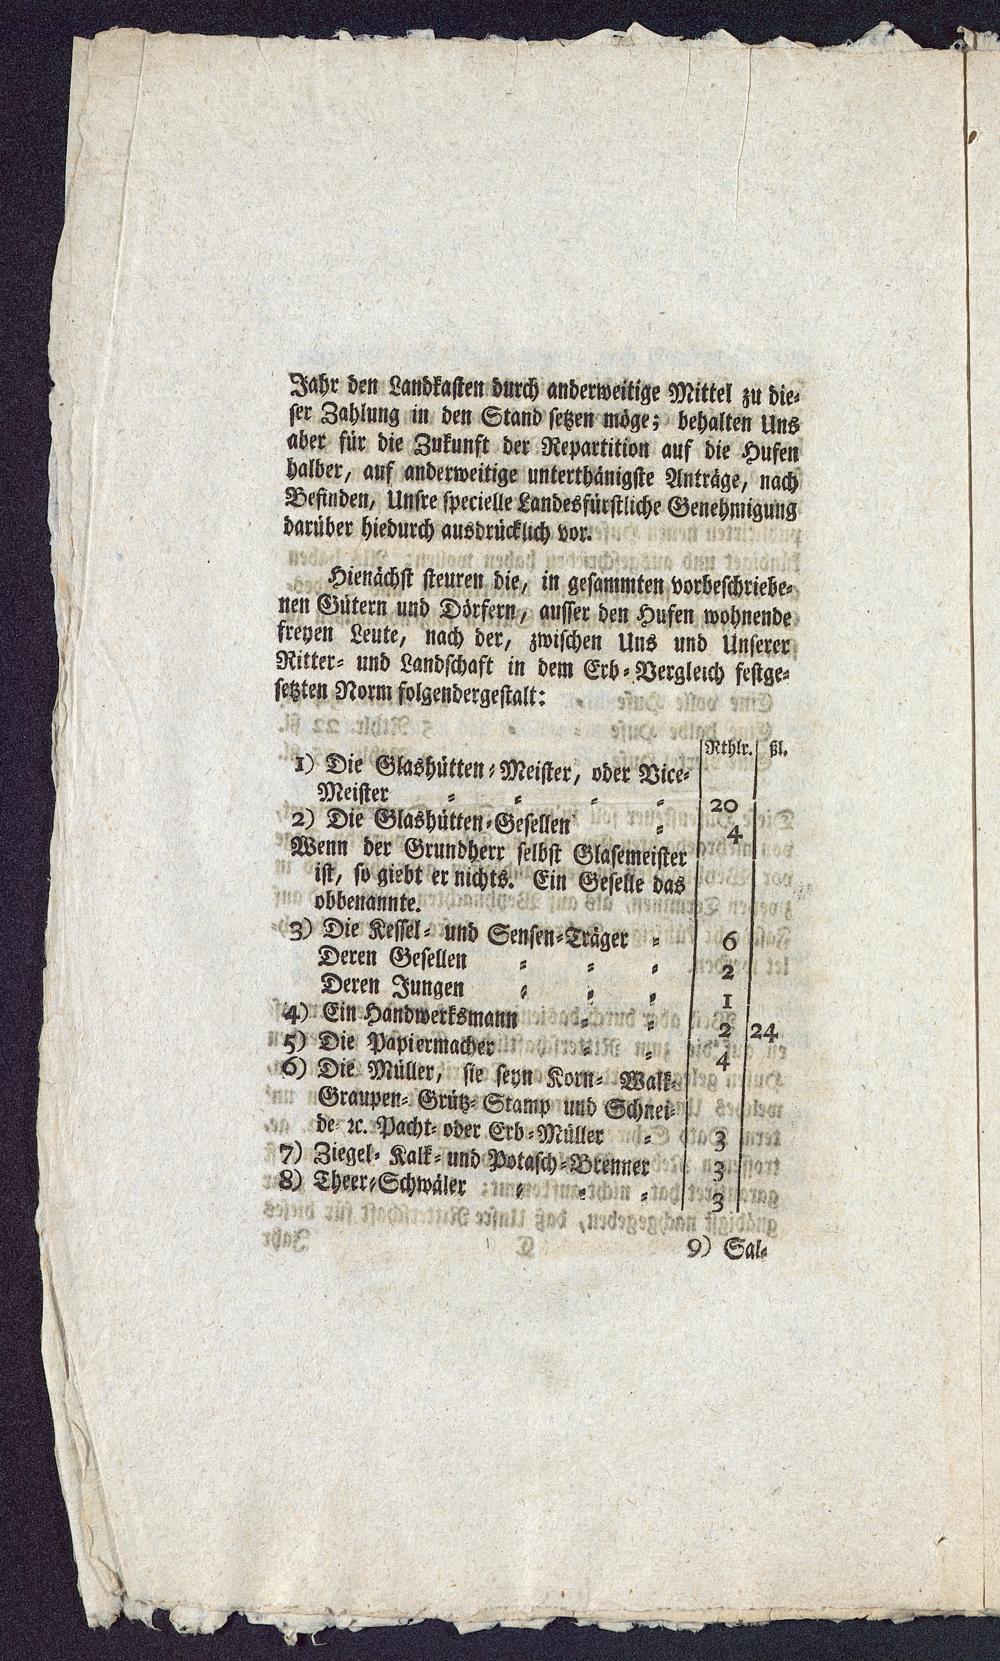 Jahr den Landkasten durch anderweitige Mittel zu die-
ser Zahlung in den Stand setzen möge; behalten Uns
aber für die Zukunft der Repartition auf die Hufen
halber, auf anderweitige unterthänigste Anträge, nach
Befinden, Unsre specielle Landesfürstliche Genehmigung
darüber hiedurch ausdrücklich vor.
Hienächst steuren die, in gesammten vorbeschriebe-
nen Gütern und Dörfern, ausser den Hufen wohnende
freyen Leute, nach der, zwischen Uns und Unserer
Ritter- und Landschaft in dem Erb-Vergleich festge-
setzten Norm folgendergestalt:
Rthlr. ßl.
1) Die Glashütten-Meister, oder Vice-
Meister - - - - 20
2) Die Glashütten-Gesellen - 4
Wenn der Grundherr selbst Glasemeister
ist, so giebt er nichts. Ein Geselle das
obbenannte.
3) Die Kessel- und Sensen-Träger - 6
Deren Gesellen - - - 2
Deren Jungen - - - 1
4) Ein Handwerksmann - - 2 24
5) Die Papiermacher - - 4
6) Die Müller, sie seyn Korn- Walk-
Graupen- Grütz- Stamp und Schnei-
de- ꝛc. Pacht- oder Erb-Müller - 3
7) Ziegel- Kalk- und Potasch-Brenner 3
8) Theer-Schwäler - - - 3
9) Sal-